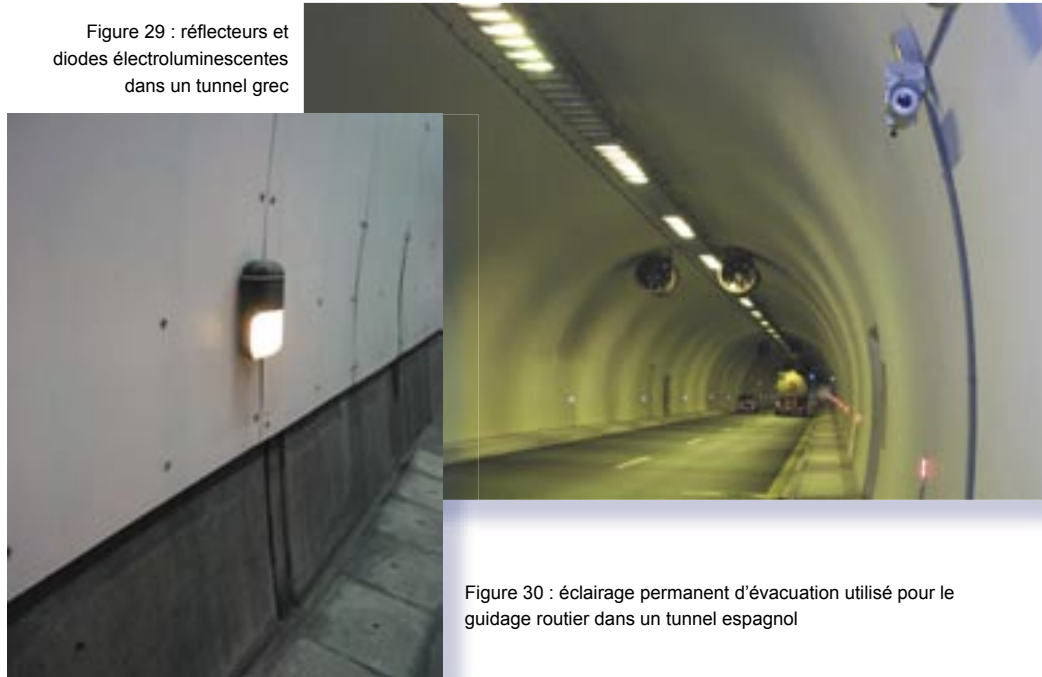 Figure 29 : réflecteurs et
diodes électroluminescentes
dans un tunnel grec
Figure 30 : éclairage permanent d’évacuation utilisé pour le
guidage routier dans un tunnel espagnol